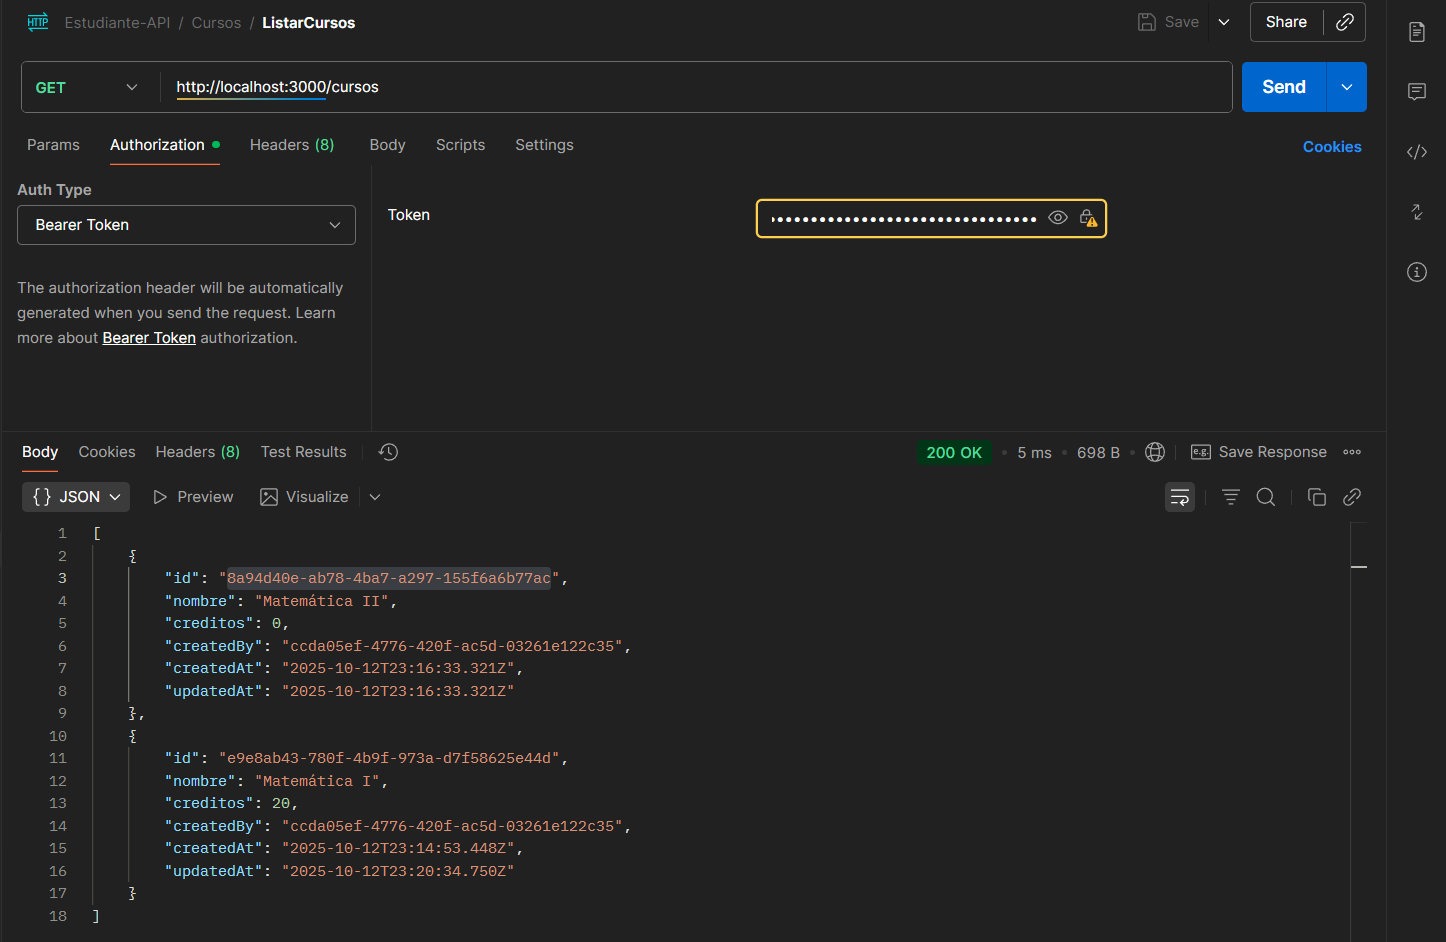 HTTP Estudiante-API / Cursos / ListarCursos Save Share
GET http://localhost:3000/cursos Send
Params Authorization Headers (8) Body Scripts Settings Cookies
Auth Type
Bearer Token
Token
The authorization header will be automatically
generated when you send the request. Learn
more about Bearer Token authorization.
Body Cookies Headers (8) Test Results 200 OK • 5 ms • 698 B • e.g. Save Response
{} JSON Preview Visualize
1 [
2 {
3 "id": "8a94d40e-ab78-4ba7-a297-155f6a6b77ac",
4 "nombre": "Matemática II",
5 "creditos": 0,
6 "createdBy": "ccda05ef-4776-420f-ac5d-03261e122c35",
7 "createdAt": "2025-10-12T23:16:33.321Z",
8 "updatedAt": "2025-10-12T23:16:33.321Z"
9 },
10 {
11 "id": "e9e8ab43-780f-4b9f-973a-d7f58625e44d",
12 "nombre": "Matemática I",
13 "creditos": 20,
14 "createdBy": "ccda05ef-4776-420f-ac5d-03261e122c35",
15 "createdAt": "2025-10-12T23:14:53.448Z",
16 "updatedAt": "2025-10-12T23:20:34.750Z"
17 }
18 ]